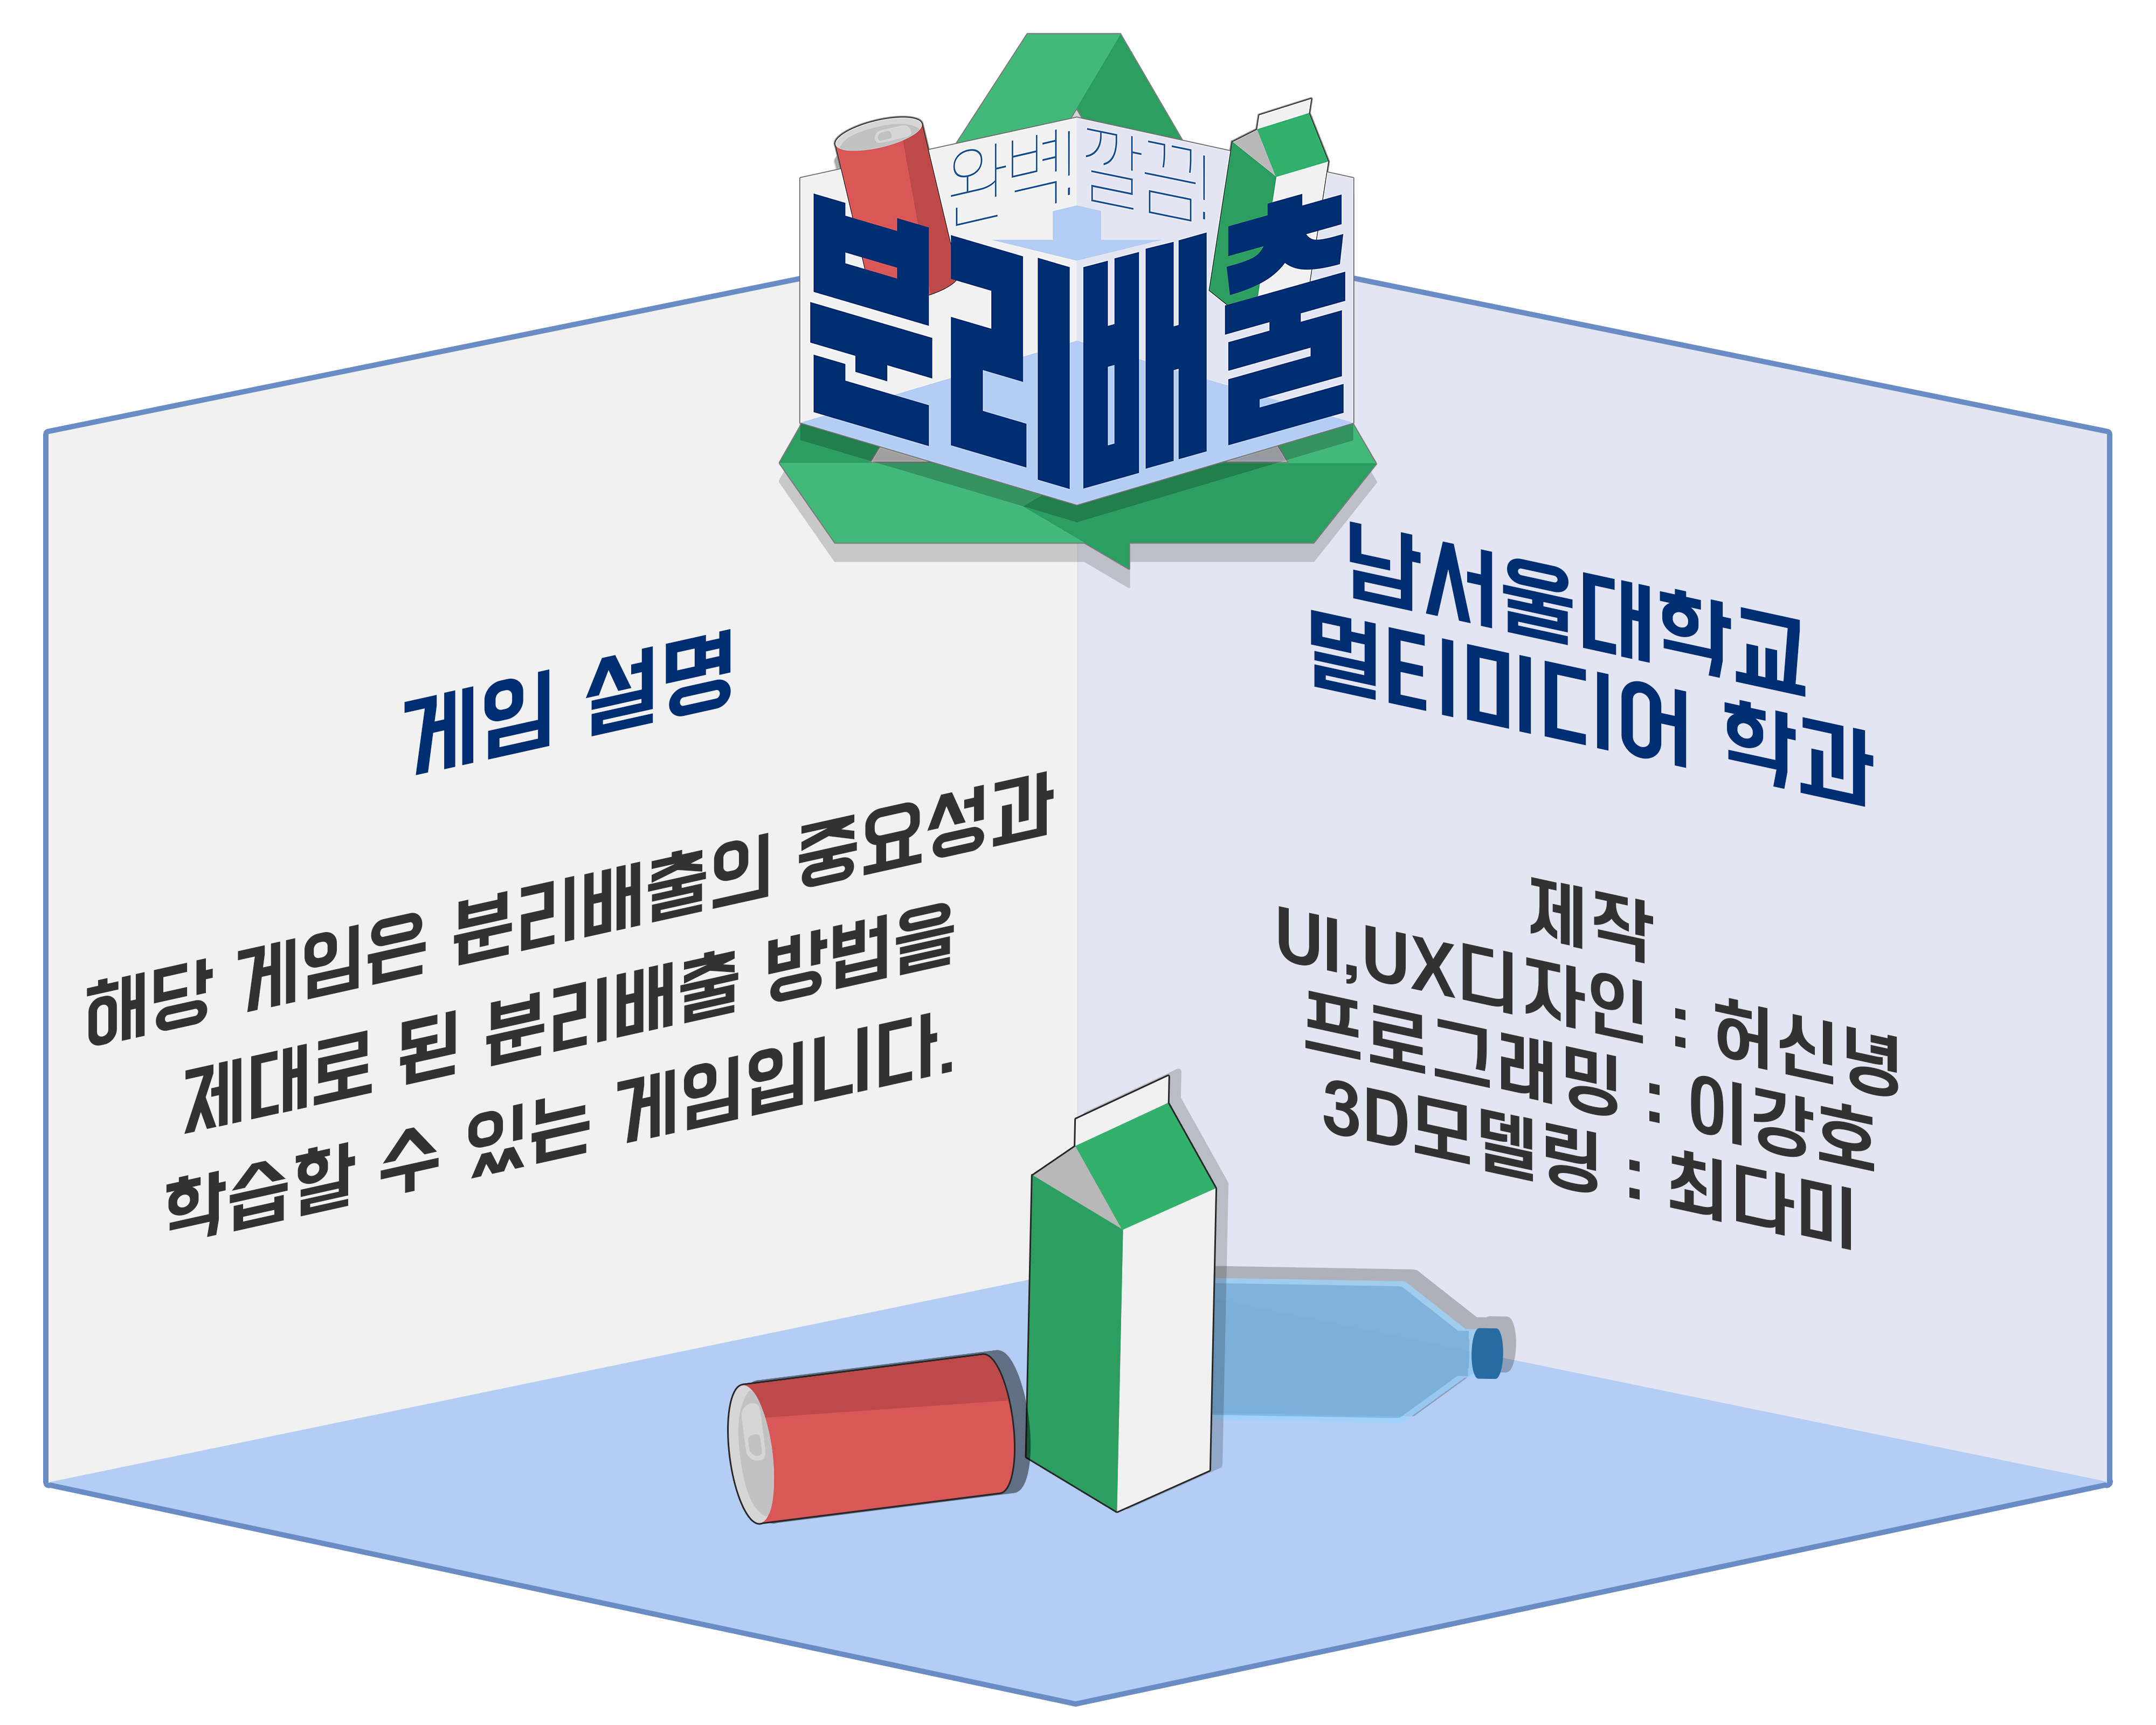 완벽! 깔끔!
분리배출
게임 설명
해당 게임은 분리배출의 중요성과
제대로 된 분리배출 방법을
학습할 수 있는 게임입니다.
남서울대학교
멀티미디어 학과
제작
UI,UX디자인 : 허신녕
프로그래밍 : 이강호
3D모델링 : 최다미